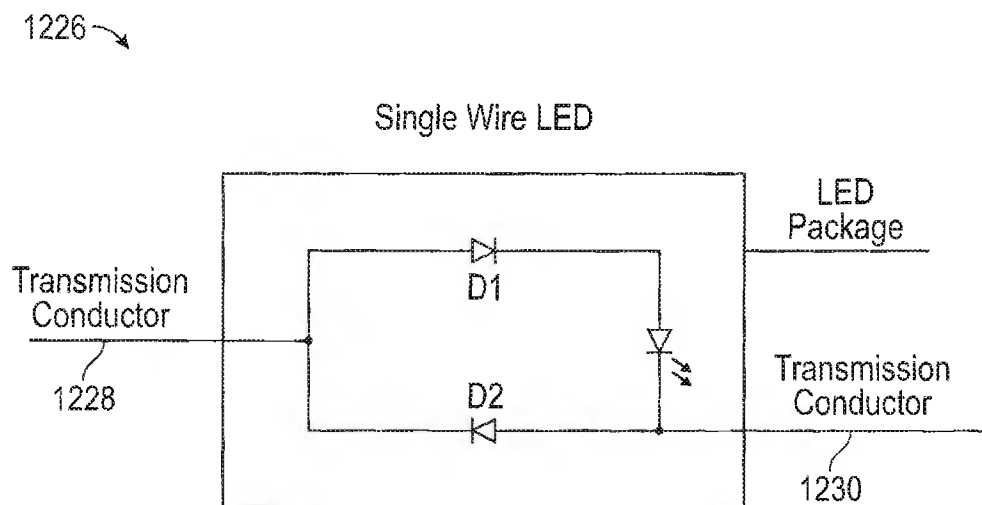 1226
Single Wire LED
LED
Package
D1
Transmission
Conductor
1228
D2
Transmission
Conductor
1230